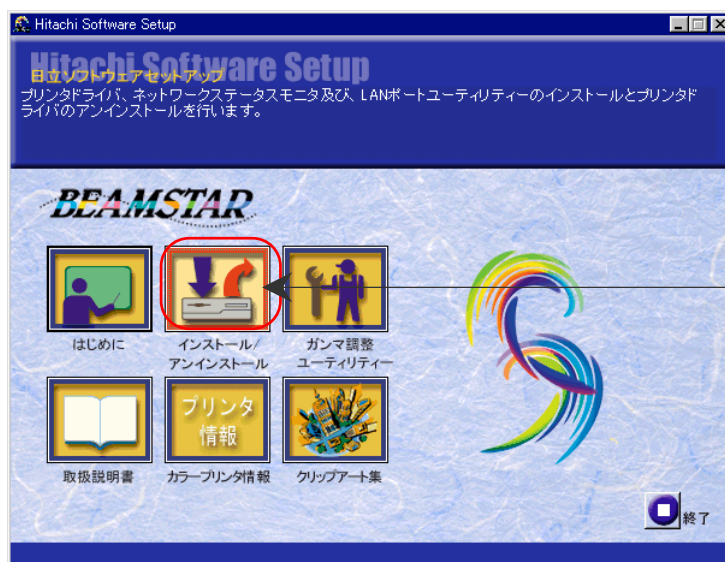 Hitachi Software Setup
Hitachi Software Setup
日立ソフトウェアセットアップ
プリンタドライバ、ネットワークステータスモニタ及び、LANポートユーティリティーのインストールとプリンタド
ライバのアンインストールを行います。
BEAMSTAR
はじめに
インストール/
アンインストール
ガンマ調整
ユーティリティー
プリンタ
情報
取扱説明書
カラープリンタ情報
クリップアート集
終了